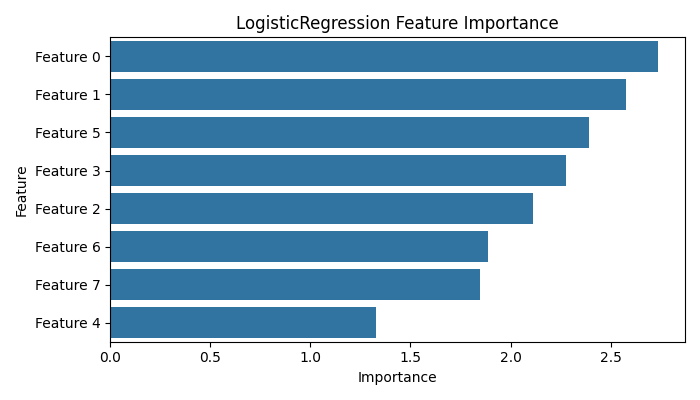 LogisticRegression Feature Importance
Feature 0
Feature 1
Feature 5
Feature 3
Feature 2
Feature 6
Feature 7
Feature 4
Feature
0.0 0.5 1.0 1.5 2.0 2.5
Importance